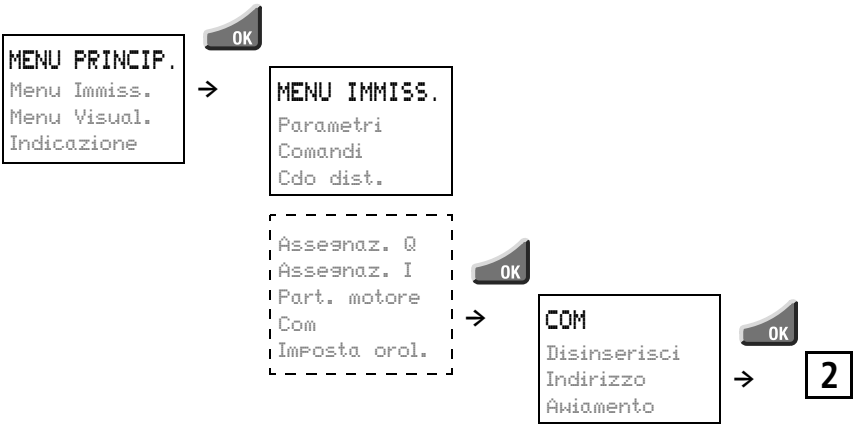 OK
MENU PRINCIP.
Menu Immiss.
Menu Visual.
Indicazione
MENU IMMISS.
Parametri
Comandi
Cdo dist.
Assegnaz. Q
Assegnaz. I
Part. motore
Com
Imposta orol.
OK
COM
Disinserisci
Indirizzo
Awiamento
OK
2